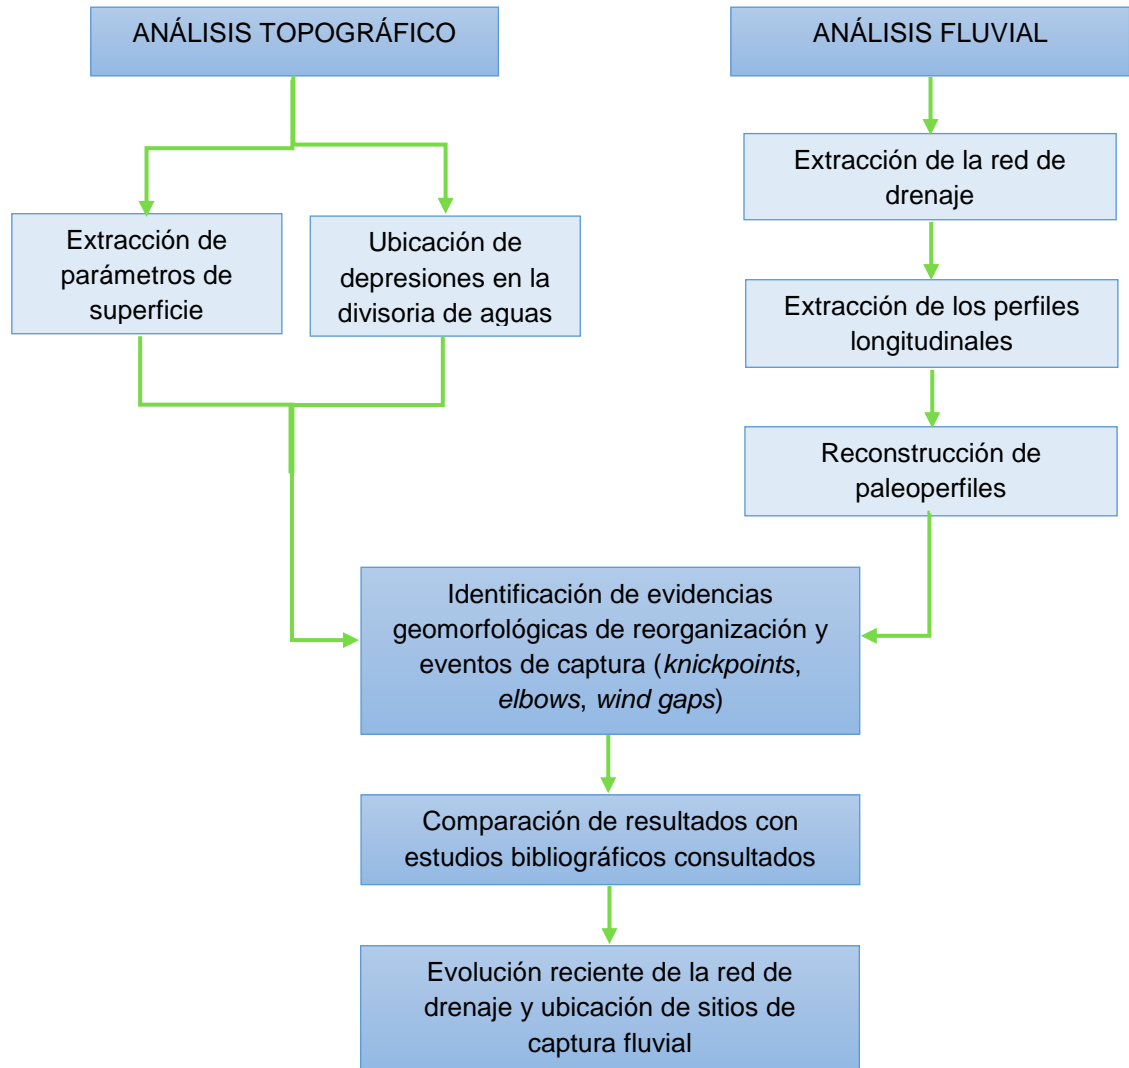 ANÁLISIS TOPOGRÁFICO
ANÁLISIS FLUVIAL
Extracción de la red de
drenaje
Extracción de
parámetros de
superficie
Ubicación de
depresiones en la
divisoria de aguas
Extracción de los perfiles
longitudinales
Reconstrucción de
paleoperfiles
Identificación de evidencias
geomorfológicas de reorganización y
eventos de captura (knickpoints,
elbows, wind gaps)
Comparación de resultados con
estudios bibliográficos consultados
Evolución reciente de la red de
drenaje y ubicación de sitios de
captura fluvial